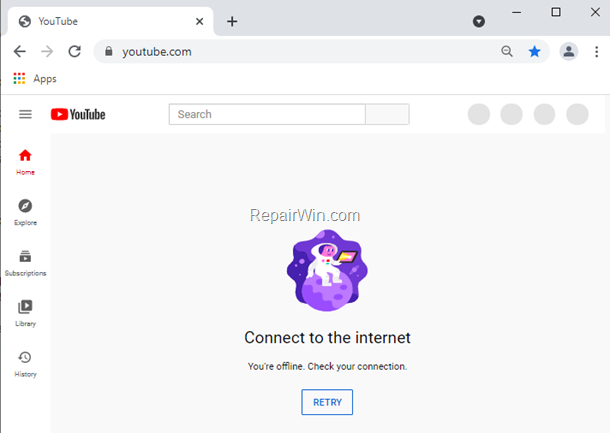 YouTube
youtube.com
Apps
YouTube
Search
Home
Explore
Subscriptions
Library
History
RepairWin.com
Connect to the internet
You're offline. Check your connection.
RETRY